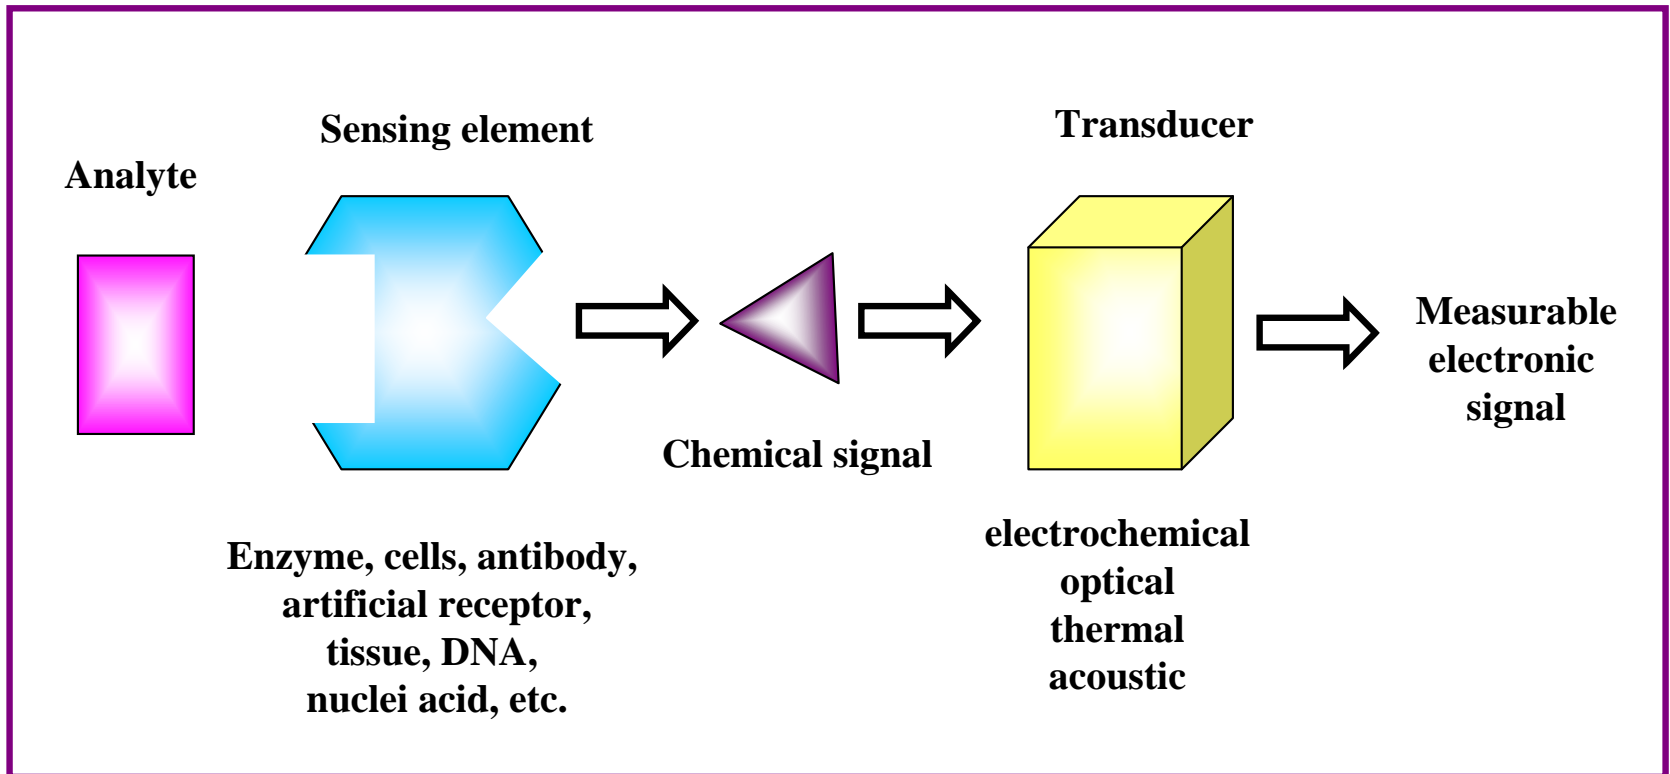 Analyte
Sensing element
Enzyme, cells, antibody,
artificial receptor,
tissue, DNA,
nuclei acid, etc.
Chemical signal
Transducer
electrochemical
optical
thermal
acoustic
Measurable
electronic
signal